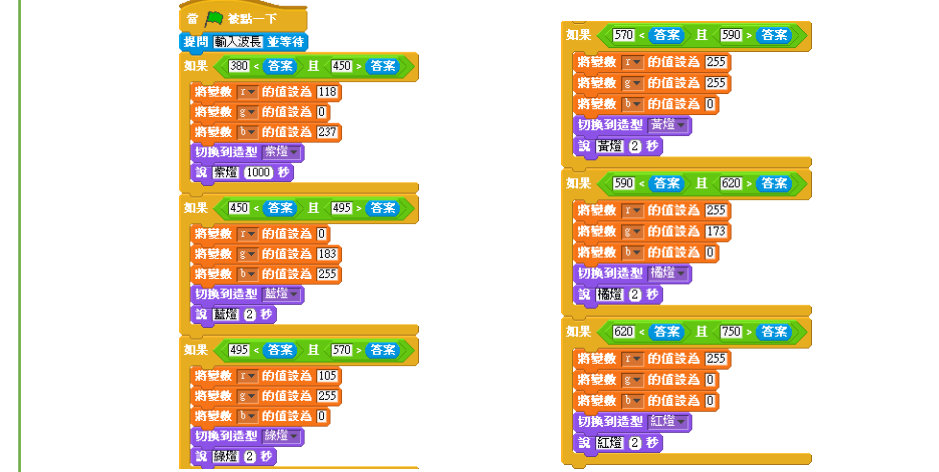 當 被點一下
提問 輸入波長 並等待
如果 380 < 答案 且 450 > 答案
將變數 r 的值設為 118
將變數 g 的值設為 0
將變數 b 的值設為 237
切換到造型 紫燈
說 紫燈 1000 秒
如果 450 < 答案 且 495 > 答案
將變數 r 的值設為 0
將變數 g 的值設為 183
將變數 b 的值設為 255
切換到造型 藍燈
說 藍燈 2 秒
如果 495 < 答案 且 570 > 答案
將變數 r 的值設為 105
將變數 g 的值設為 255
將變數 b 的值設為 0
切換到造型 綠燈
說 綠燈 2 秒
如果 570 < 答案 且 590 > 答案
將變數 r 的值設為 255
將變數 g 的值設為 255
將變數 b 的值設為 0
切換到造型 黃燈
說 黃燈 2 秒
如果 590 < 答案 且 620 > 答案
將變數 r 的值設為 255
將變數 g 的值設為 173
將變數 b 的值設為 0
切換到造型 橘燈
說 橘燈 2 秒
如果 620 < 答案 且 750 > 答案
將變數 r 的值設為 255
將變數 g 的值設為 0
將變數 b 的值設為 0
切換到造型 紅燈
說 紅燈 2 秒